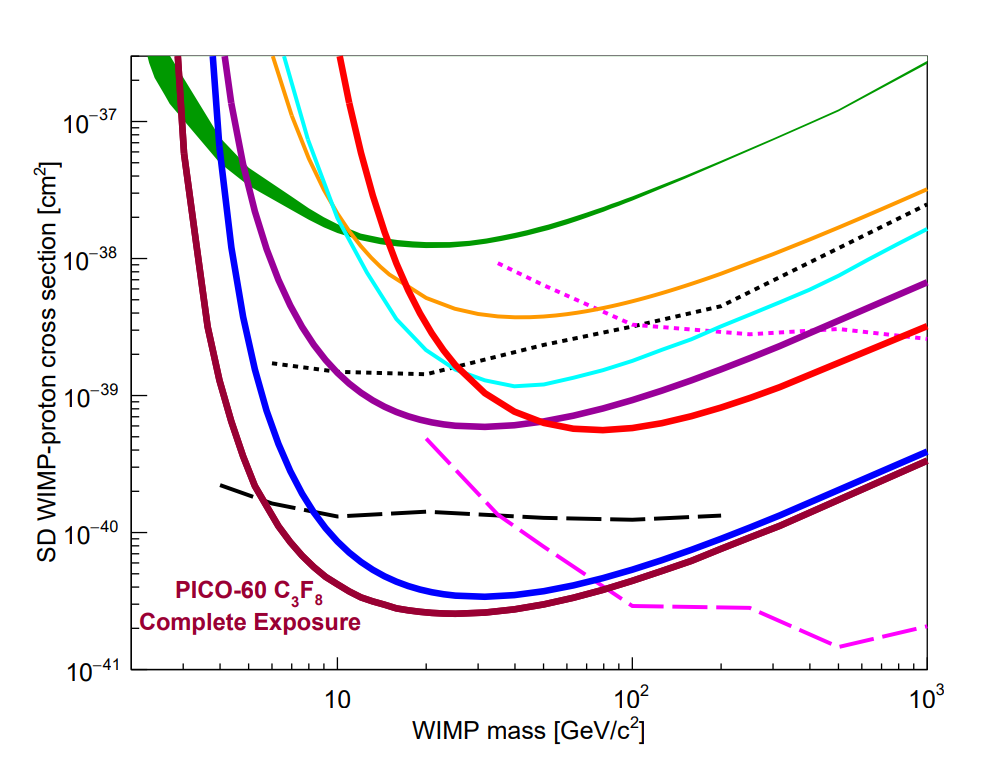 SD WIMP-proton cross section [cm²]
10⁻³⁷
10⁻³⁸
10⁻³⁹
10⁻⁴⁰
10⁻⁴¹
PICO-60 C₃F₈
Complete Exposure
10
10²
10³
WIMP mass [GeV/c²]